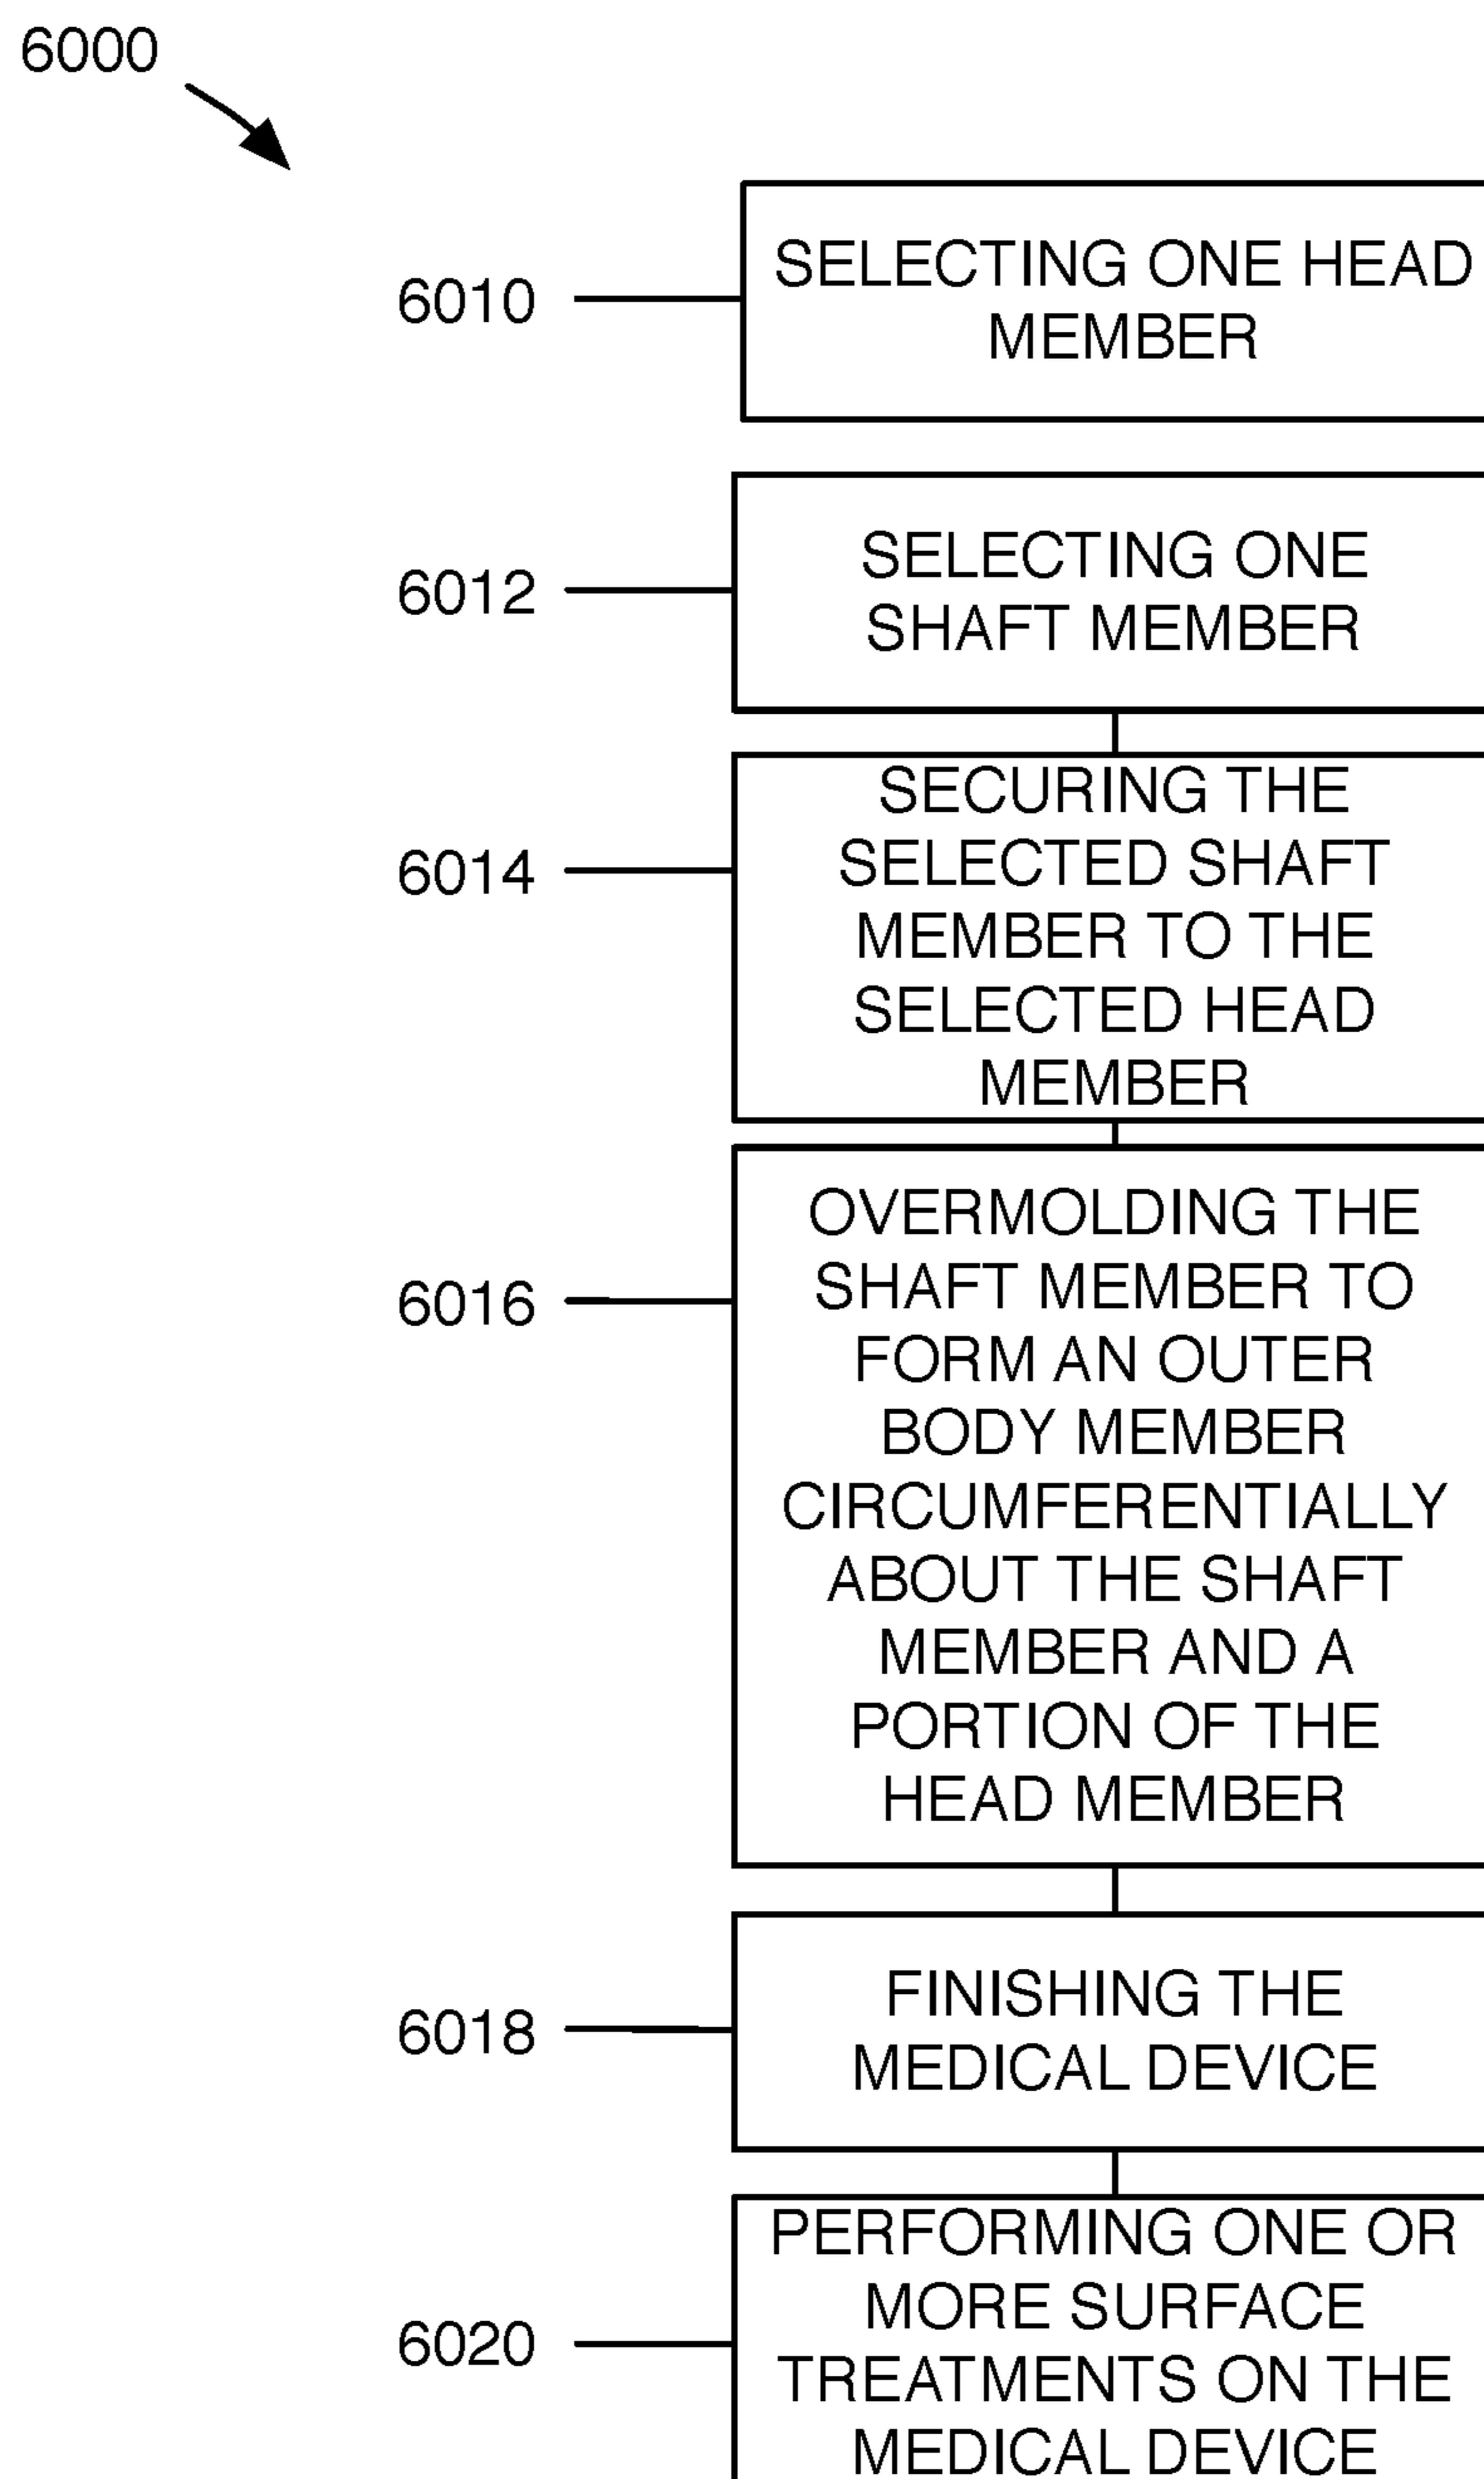 6000
6010
SELECTING ONE HEAD
MEMBER
6012
SELECTING ONE
SHAFT MEMBER
6014
SECURING THE
SELECTED SHAFT
MEMBER TO THE
SELECTED HEAD
MEMBER
6016
OVERMOLDING THE
SHAFT MEMBER TO
FORM AN OUTER
BODY MEMBER
CIRCUMFERENTIALLY
ABOUT THE SHAFT
MEMBER AND A
PORTION OF THE
HEAD MEMBER
6018
FINISHING THE
MEDICAL DEVICE
6020
PERFORMING ONE OR
MORE SURFACE
TREATMENTS ON THE
MEDICAL DEVICE